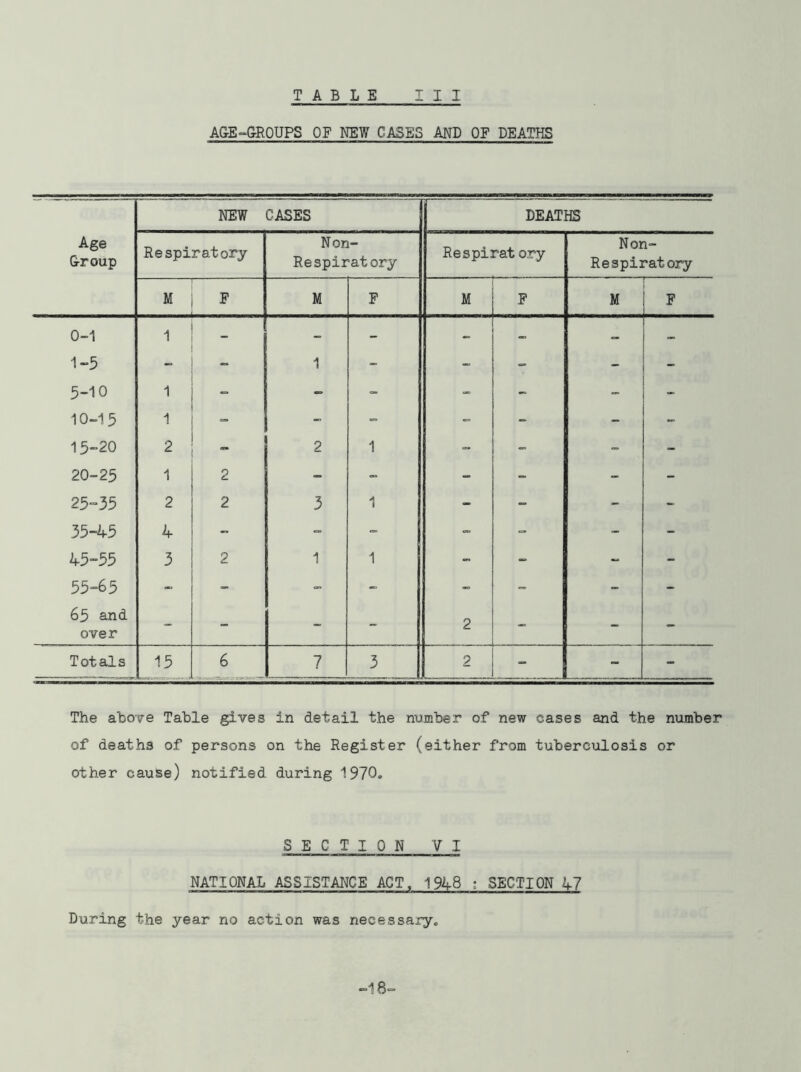 TABLE III
AGE-GROUPS OF NEW CASES AND OF DEATHS
Age Group | NEW CASES | DEATHS
Respiratory | Non-Respiratory | Respiratory | Non-Respiratory
M | F | M | F | M | F | M | F
0-1 | 1 | - | - | - | - | - | - | -
1-5 | - | - | 1 | - | - | - | - | -
5-10 | 1 | - | - | - | - | - | - | -
10-15 | 1 | - | - | - | - | - | - | -
15-20 | 2 | - | 2 | 1 | - | - | - | -
20-25 | 1 | 2 | - | - | - | - | - | -
25-35 | 2 | 2 | 3 | 1 | - | - | - | -
35-45 | 4 | - | - | - | - | - | - | -
45-55 | 3 | 2 | 1 | 1 | - | - | - | -
55-65 | - | - | - | - | - | - | - | -
65 and over | - | - | - | - | 2 | - | - | -
Totals | 15 | 6 | 7 | 3 | 2 | - | - | -
The above Table gives in detail the number of new cases and the number
of deaths of persons on the Register (either from tuberculosis or
other cause) notified during 1970.
SECTION VI
NATIONAL ASSISTANCE ACT, 1948 : SECTION 47
During the year no action was necessary.
-18-